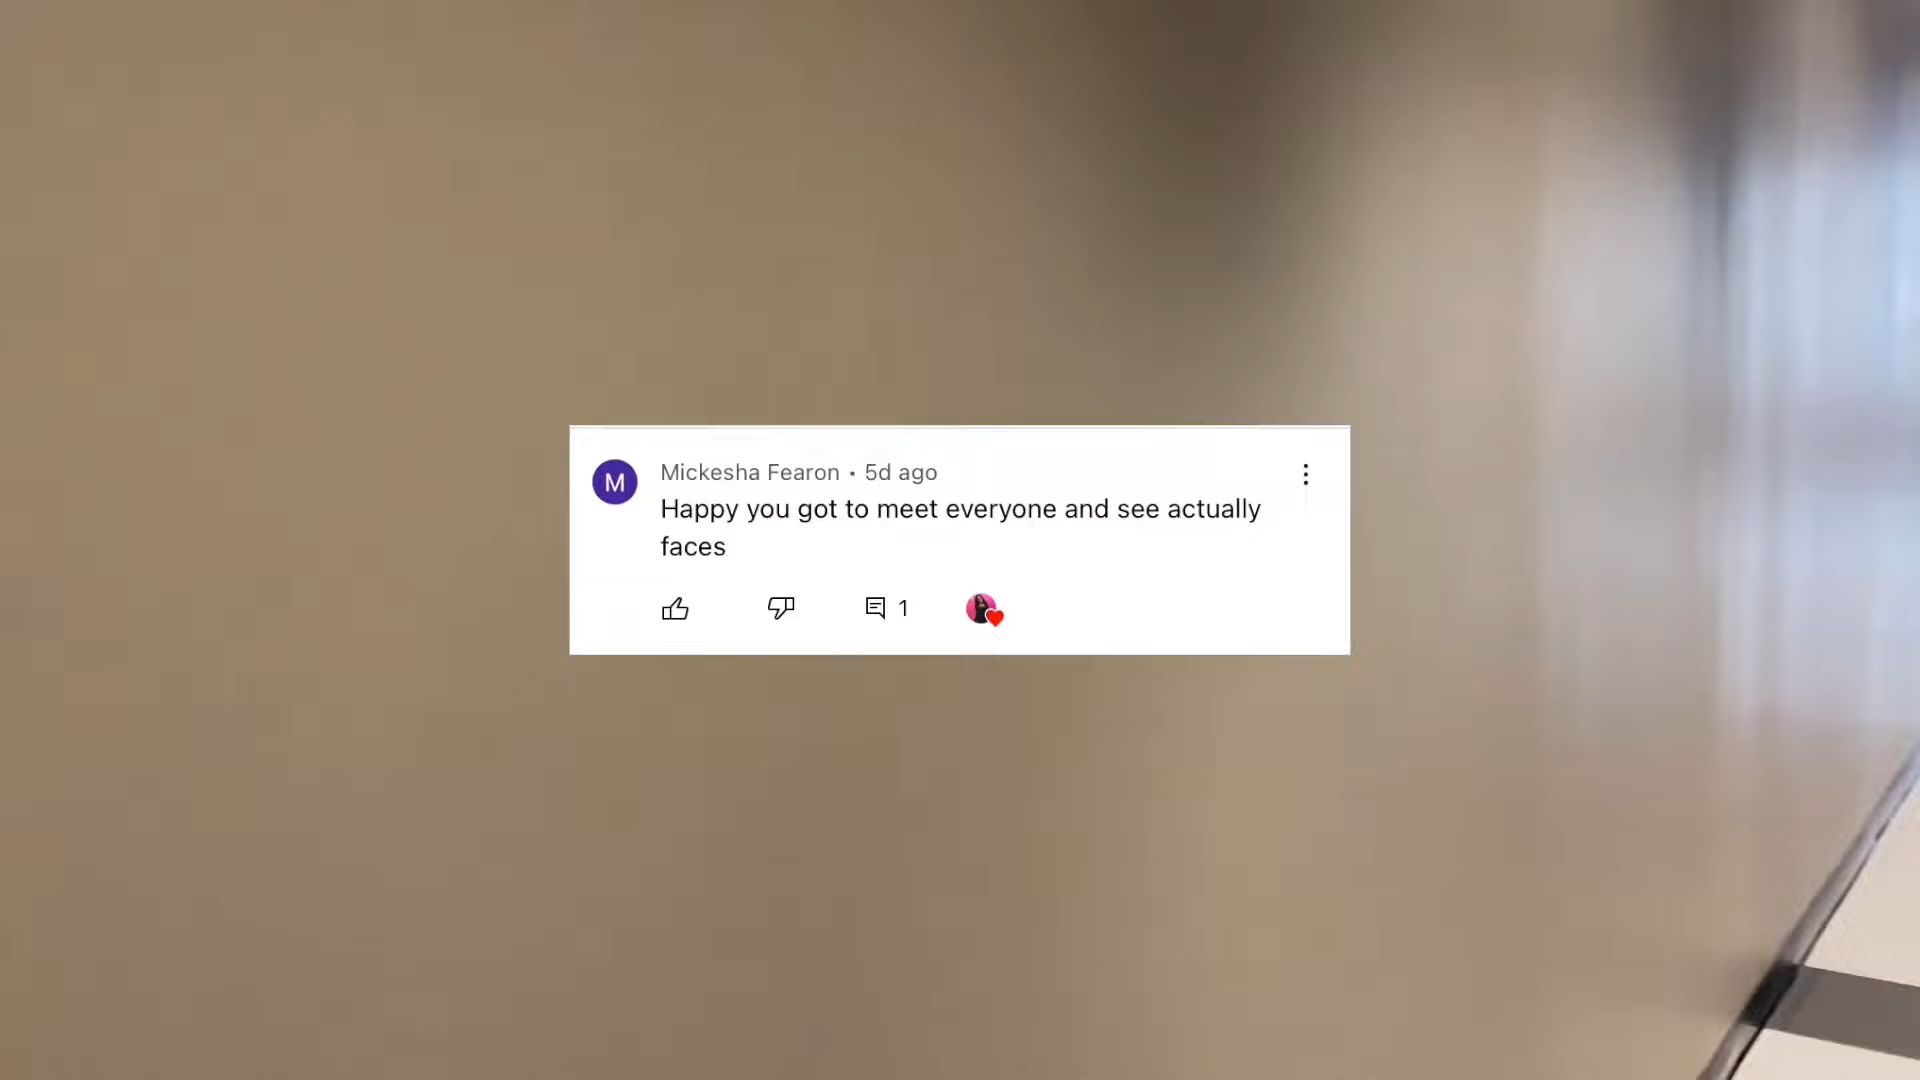 M
Mickesha Fearon • 5d ago
Happy you got to meet everyone and see actually
faces
1